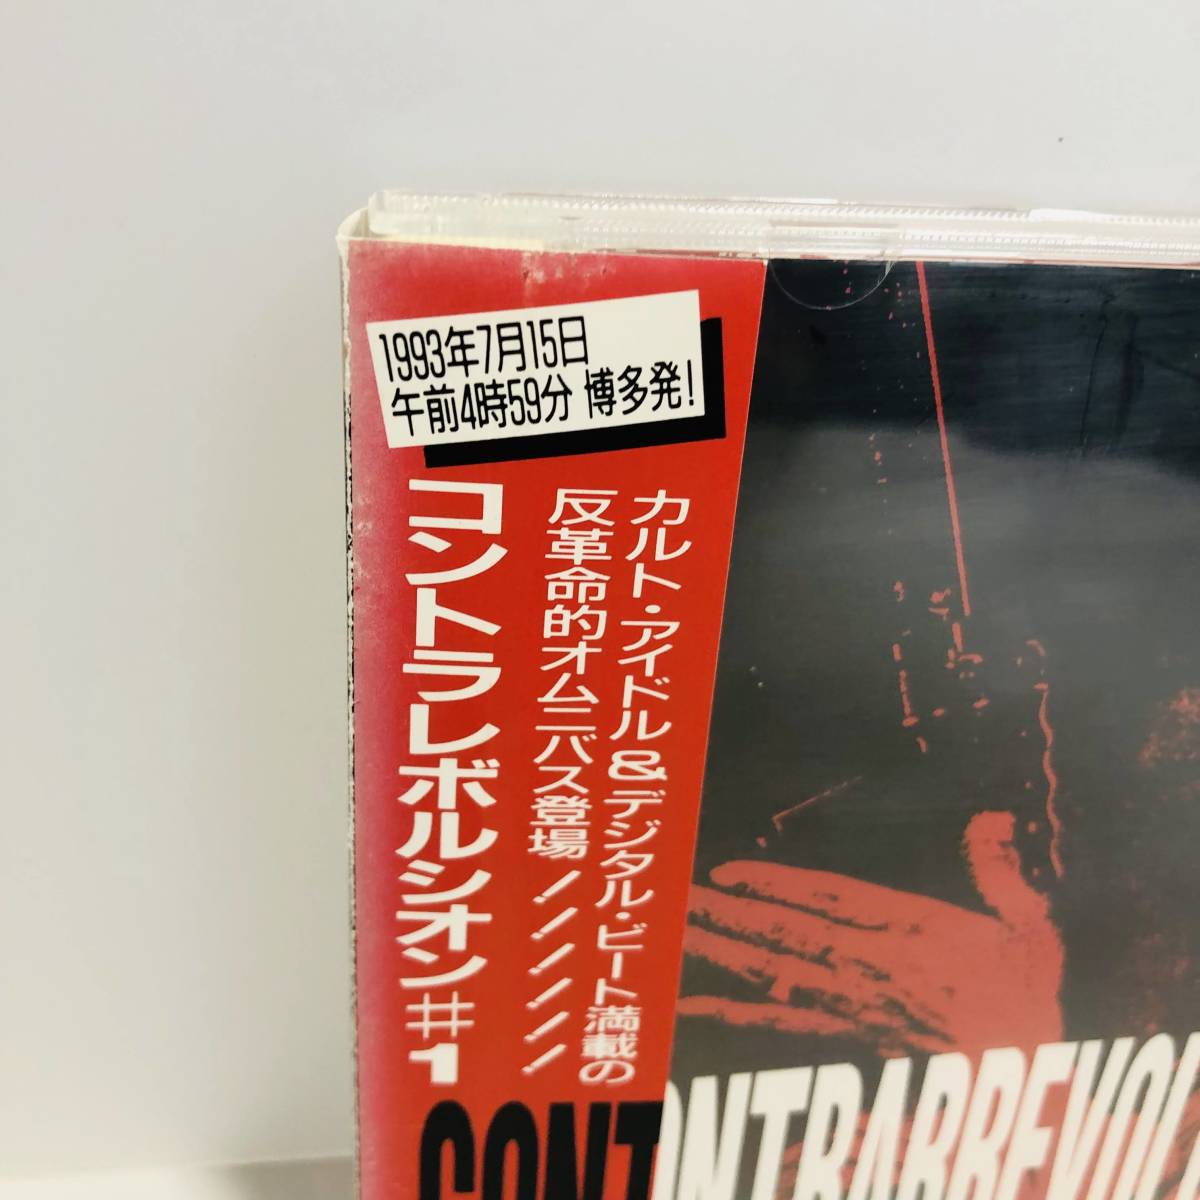 1993年7月15日
午前4時59分 博多発!
カルト・アイドル&デジタル・ビート満載の
反革命的オムニバス登場/////
コントラレボルシオン#1
CONT
ONTRARREVOL